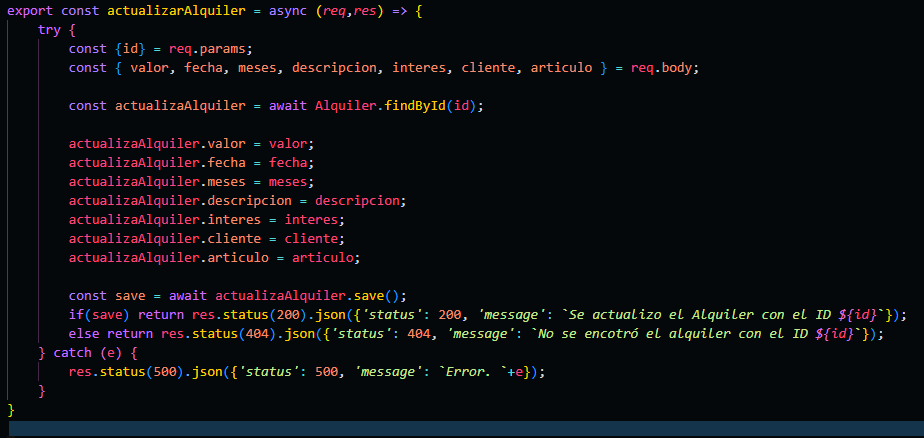 export const actualizarAlquiler = async (req,res) => {
    try {
        const {id} = req.params;
        const { valor, fecha, meses, descripcion, interes, cliente, articulo } = req.body;

        const actualizaAlquiler = await Alquiler.findById(id);

        actualizaAlquiler.valor = valor;
        actualizaAlquiler.fecha = fecha;
        actualizaAlquiler.meses = meses;
        actualizaAlquiler.descripcion = descripcion;
        actualizaAlquiler.interes = interes;
        actualizaAlquiler.cliente = cliente;
        actualizaAlquiler.articulo = articulo;

        const save = await actualizaAlquiler.save();
        if(save) return res.status(200).json({'status': 200, 'message': `Se actualizo el Alquiler con el ID ${id}`});
        else return res.status(404).json({'status': 404, 'message': `No se encotró el alquiler con el ID ${id}`});
    } catch (e) {
        res.status(500).json({'status': 500, 'message': `Error. `+e});
    }
}